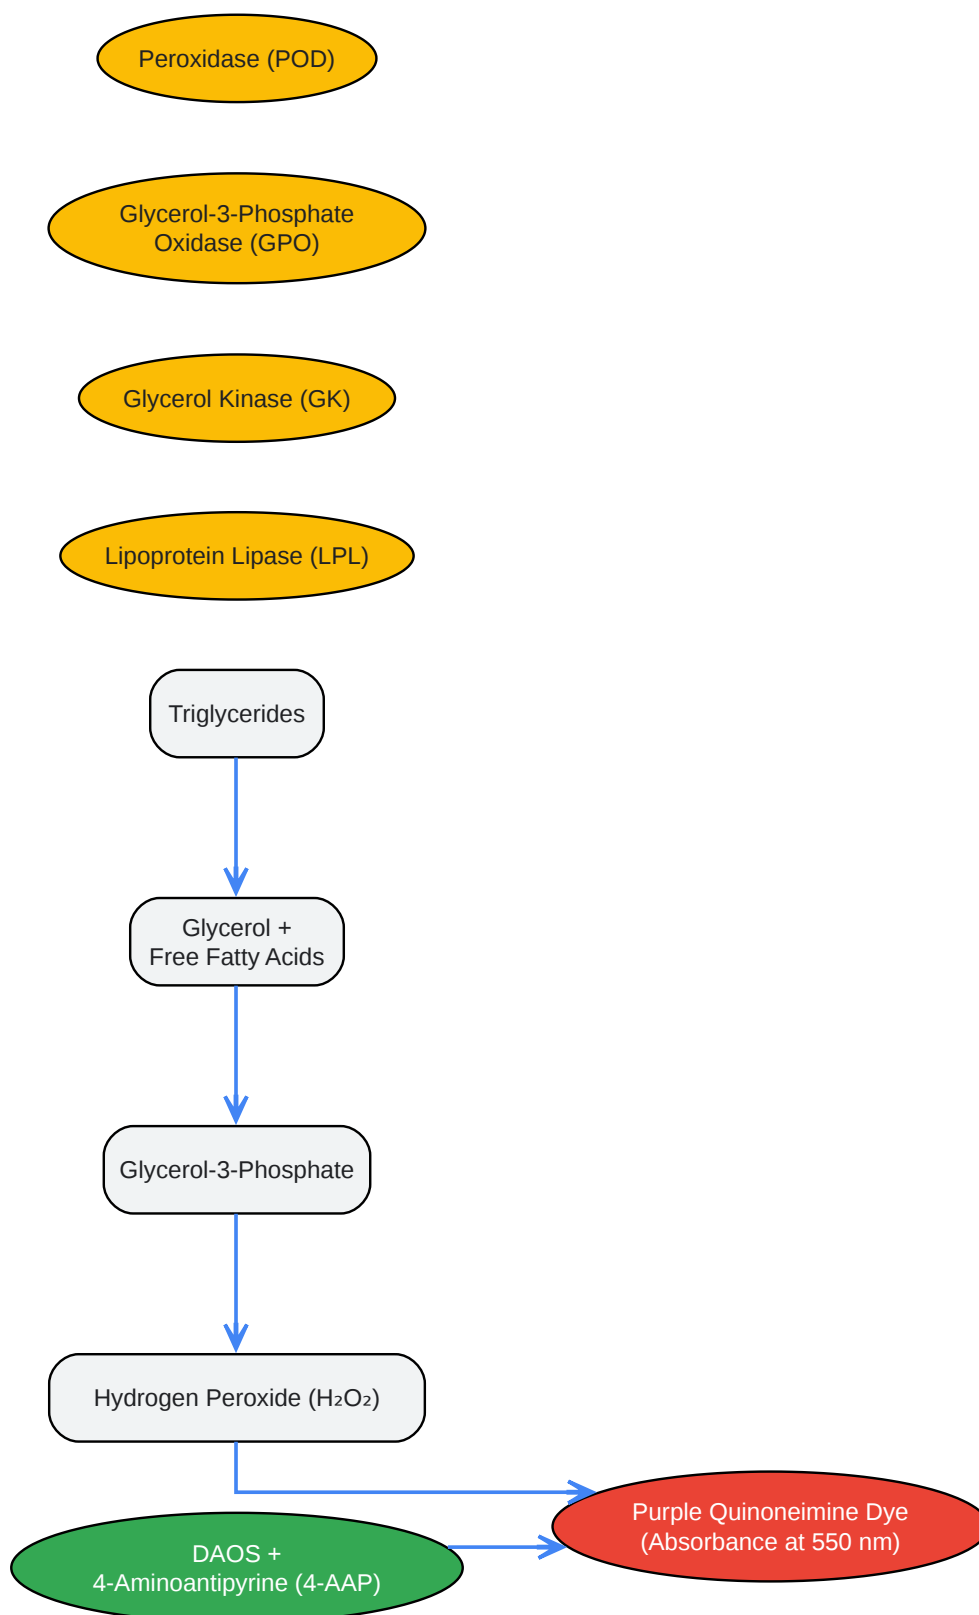 Peroxidase (POD)
Glycerol-3-Phosphate
Oxidase (GPO)
Glycerol Kinase (GK)
Lipoprotein Lipase (LPL)
Triglycerides
Glycerol +
Free Fatty Acids
Glycerol-3-Phosphate
Hydrogen Peroxide (H₂O₂)
Purple Quinoneimine Dye
(Absorbance at 550 nm)
DAOS +
4-Aminoantipyrine (4-AAP)